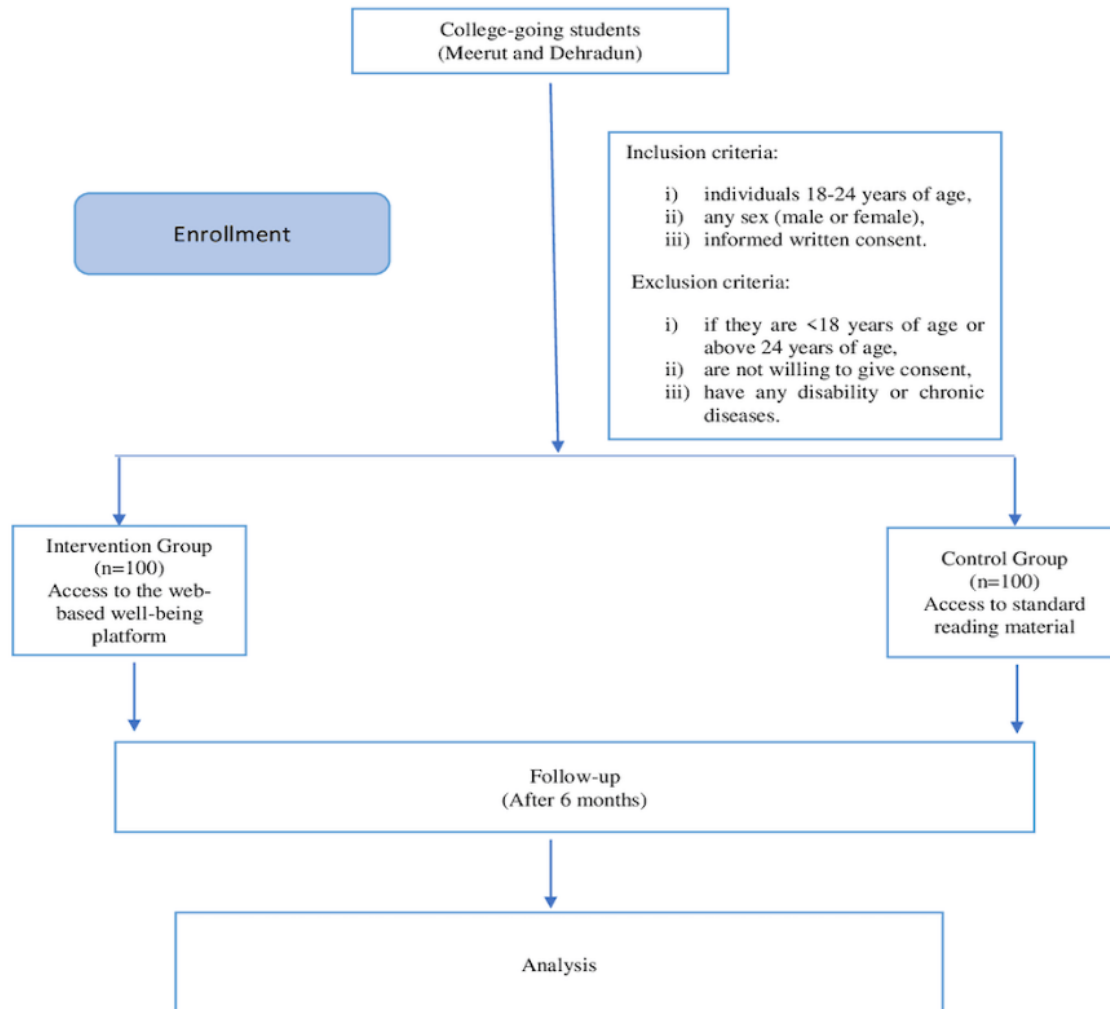 College-going students
(Meerut and Dehradun)
Enrollment
Inclusion criteria:
i) individuals 18-24 years of age,
ii) any sex (male or female),
iii) informed written consent.
Exclusion criteria:
i) if they are <18 years of age or
above 24 years of age,
ii) are not willing to give consent,
iii) have any disability or chronic
diseases.
Intervention Group
(n=100)
Access to the web-
based well-being
platform
Control Group
(n=100)
Access to standard
reading material
Follow-up
(After 6 months)
Analysis